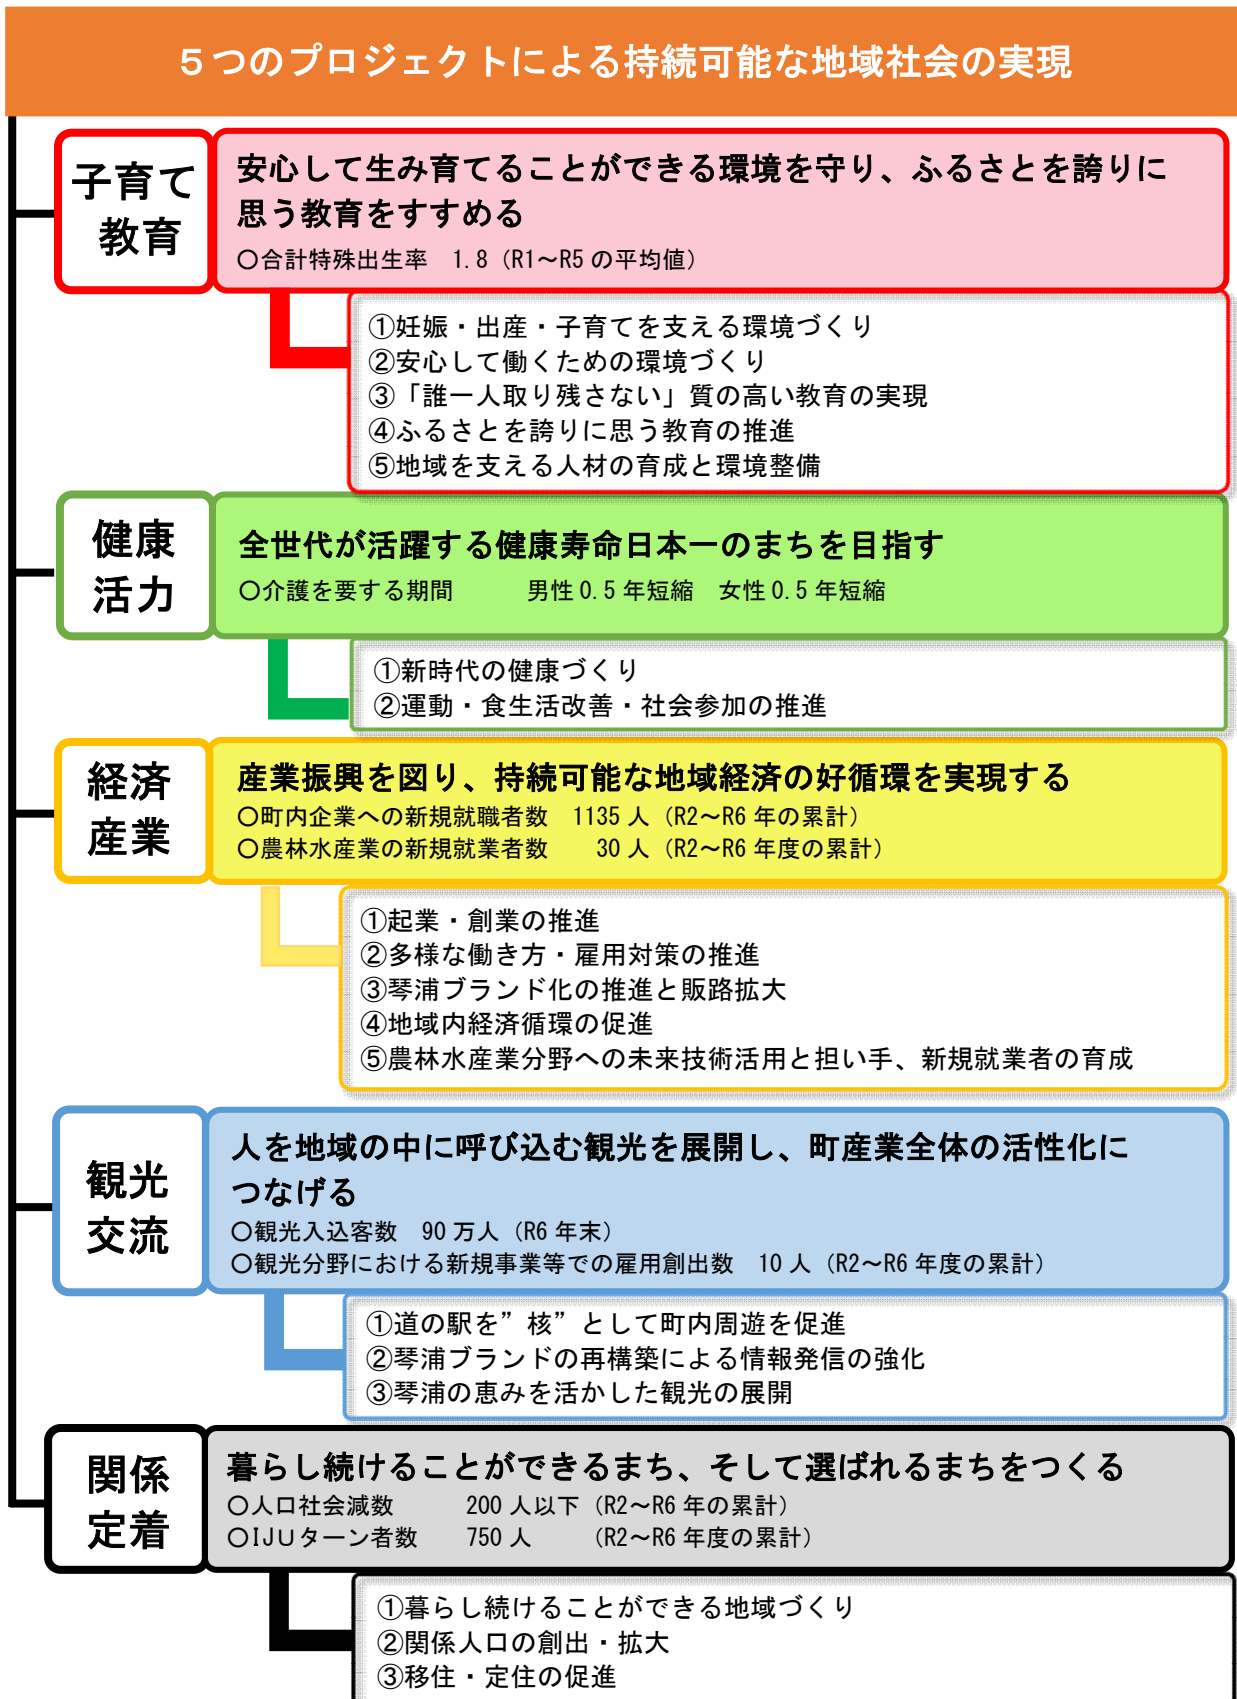 ５つのプロジェクトによる持続可能な地域社会の実現
子育て
教育
安心して生み育てることができる環境を守り、ふるさとを誇りに
思う教育をすすめる
○合計特殊出生率　1.8（R1～R5の平均値）
①妊娠・出産・子育てを支える環境づくり
②安心して働くための環境づくり
③「誰一人取り残さない」質の高い教育の実現
④ふるさとを誇りに思う教育の推進
⑤地域を支える人材の育成と環境整備
健康
活力
全世代が活躍する健康寿命日本一のまちを目指す
○介護を要する期間　　　男性0.5年短縮　女性0.5年短縮
①新時代の健康づくり
②運動・食生活改善・社会参加の推進
経済
産業
産業振興を図り、持続可能な地域経済の好循環を実現する
○町内企業への新規就職者数　1135人（R2～R6年の累計）
○農林水産業の新規就業者数　　30人（R2～R6年度の累計）
①起業・創業の推進
②多様な働き方・雇用対策の推進
③琴浦ブランド化の推進と販路拡大
④地域内経済循環の促進
⑤農林水産業分野への未来技術活用と担い手、新規就業者の育成
観光
交流
人を地域の中に呼び込む観光を展開し、町産業全体の活性化に
つなげる
○観光入込客数　90万人（R6年末）
○観光分野における新規事業等での雇用創出数　10人（R2～R6年度の累計）
①道の駅を”核”として町内周遊を促進
②琴浦ブランドの再構築による情報発信の強化
③琴浦の恵みを活かした観光の展開
関係
定着
暮らし続けることができるまち、そして選ばれるまちをつくる
○人口社会減数　　　200人以下（R2～R6年の累計）
○IJUターン者数　　750人　　（R2～R6年度の累計）
①暮らし続けることができる地域づくり
②関係人口の創出・拡大
③移住・定住の促進